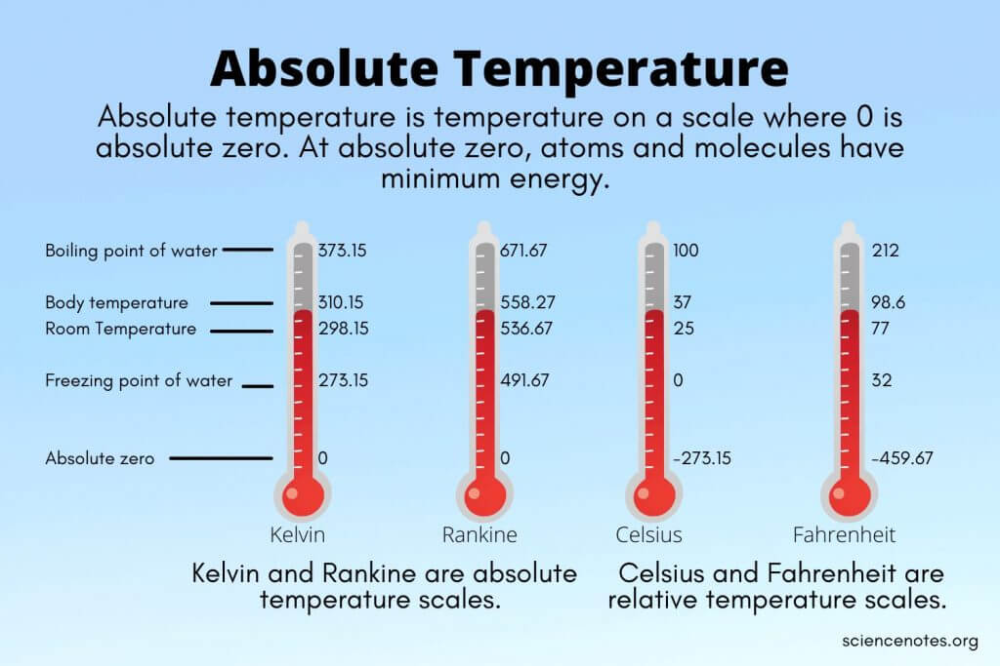 Absolute Temperature
Absolute temperature is temperature on a scale where 0 is
absolute zero. At absolute zero, atoms and molecules have
minimum energy.
Boiling point of water 373.15 671.67 100 212
Body temperature 310.15 558.27 37 98.6
Room Temperature 298.15 536.67 25 77
Freezing point of water 273.15 491.67 0 32
Absolute zero 0 0 -273.15 -459.67
Kelvin Rankine Celsius Fahrenheit
Kelvin and Rankine are absolute
temperature scales.
Celsius and Fahrenheit are
relative temperature scales.
sciencenotes.org